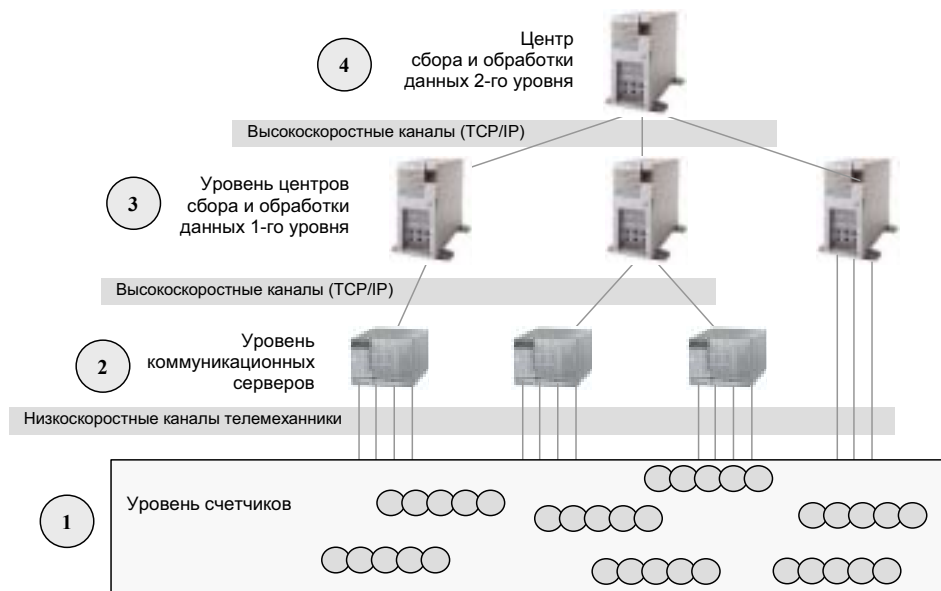 4
Центр
сбора и обработки
данных 2-го уровня
Высокоскоростные каналы (TCP/IP)
3
Уровень центров
сбора и обработки
данных 1-го уровня
Высокоскоростные каналы (TCP/IP)
2
Уровень
коммуникационных
серверов
Низкоскоростные каналы телемеханники
1
Уровень счетчиков